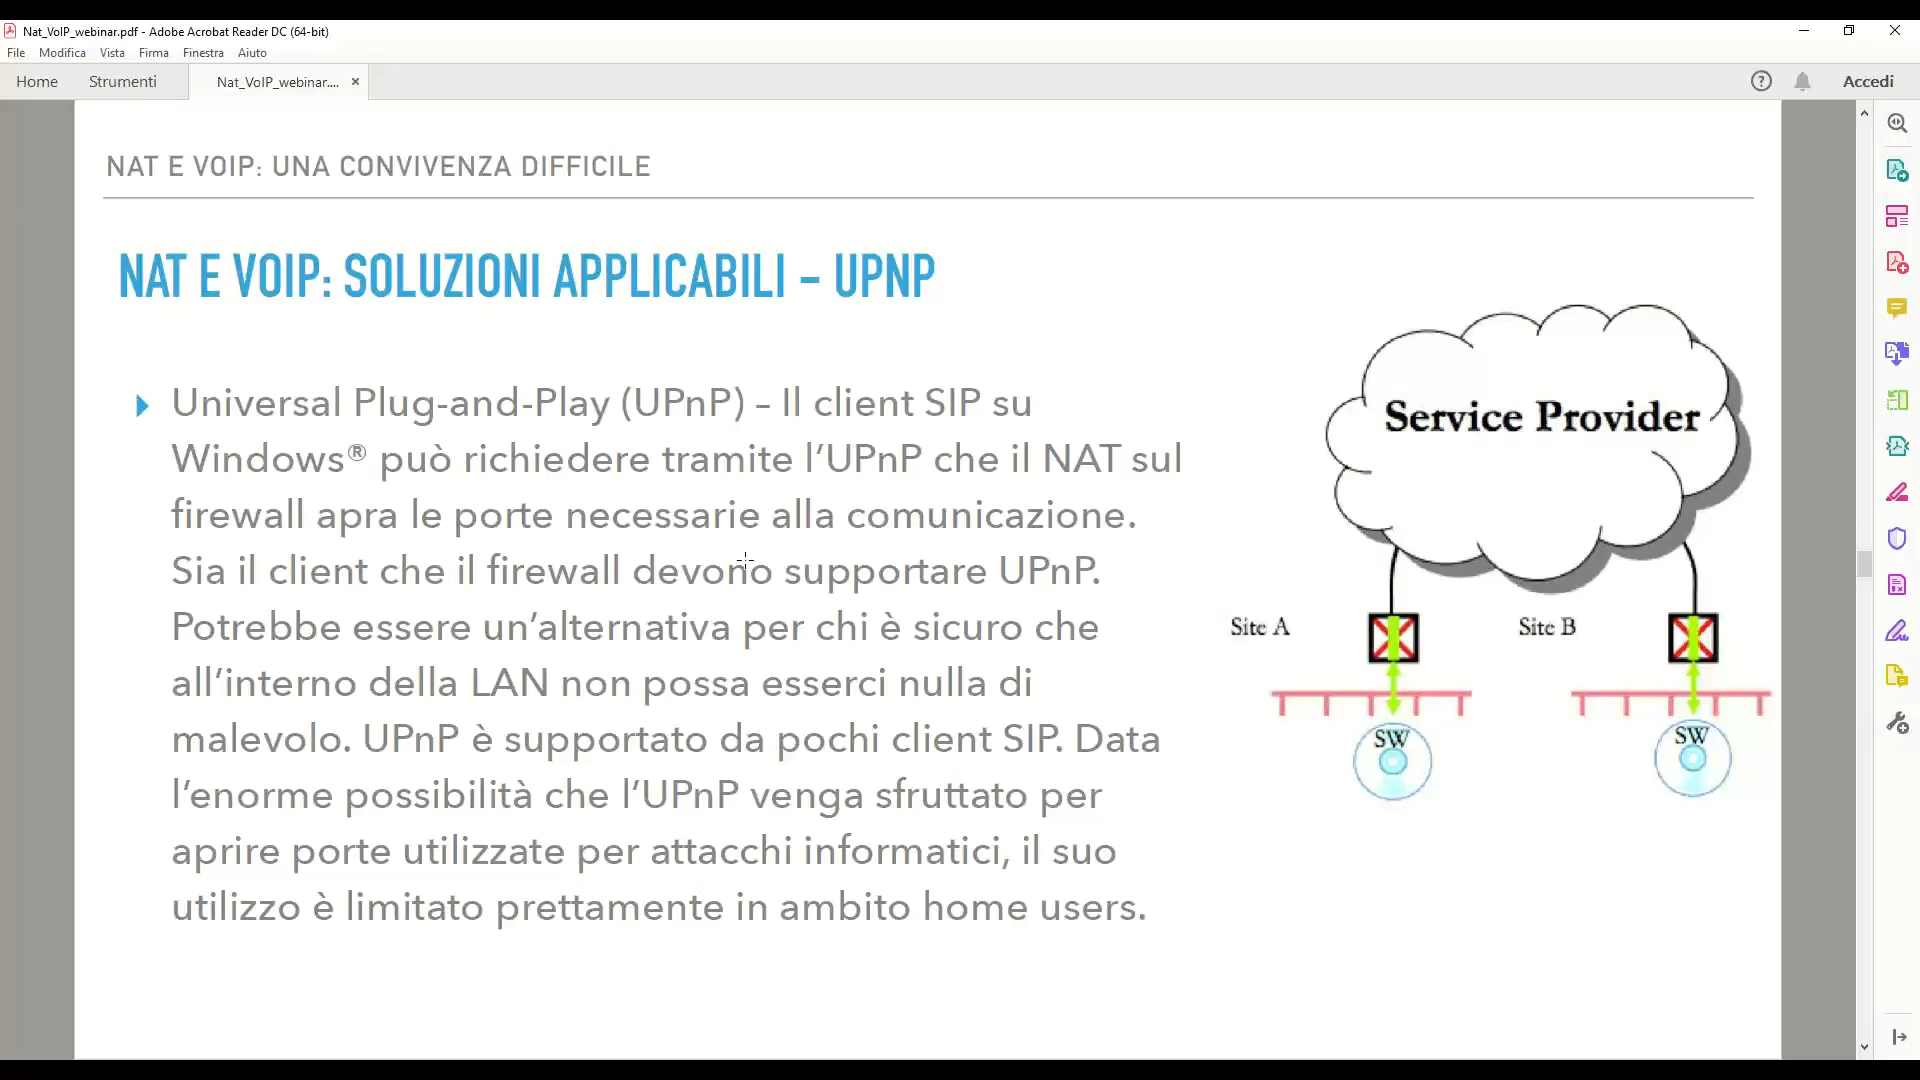 Nat_VoIP_webinar.pdf - Adobe Acrobat Reader DC (64-bit)
File Modifica Vista Firma Finestra Aiuto
Home Strumenti Nat_VoIP_webinar.... × Accedi
NAT E VOIP: UNA CONVIVENZA DIFFICILE
NAT E VOIP: SOLUZIONI APPLICABILI – UPNP
Universal Plug-and-Play (UPnP) – Il client SIP su
Windows® può richiedere tramite l’UPnP che il NAT sul
firewall apra le porte necessarie alla comunicazione.
Sia il client che il firewall devono supportare UPnP.
Potrebbe essere un’alternativa per chi è sicuro che
all’interno della LAN non possa esserci nulla di
malevolo. UPnP è supportato da pochi client SIP. Data
l’enorme possibilità che l’UPnP venga sfruttato per
aprire porte utilizzate per attacchi informatici, il suo
utilizzo è limitato prettamente in ambito home users.
Service Provider
Site A
Site B
SW
SW